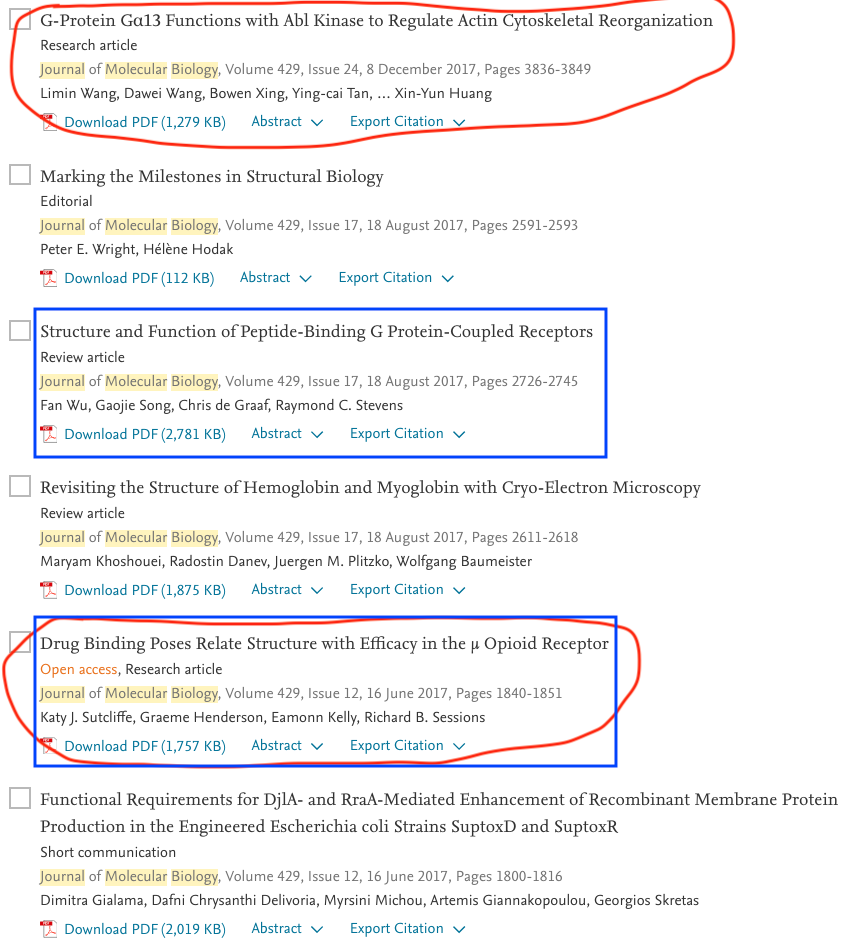 G-Protein Gα13 Functions with Abl Kinase to Regulate Actin Cytoskeletal Reorganization
Research article
Journal of Molecular Biology, Volume 429, Issue 24, 8 December 2017, Pages 3836-3849
Limin Wang, Dawei Wang, Bowen Xing, Ying-cai Tan, … Xin-Yun Huang
Download PDF (1,279 KB) Abstract Export Citation
Marking the Milestones in Structural Biology
Editorial
Journal of Molecular Biology, Volume 429, Issue 17, 18 August 2017, Pages 2591-2593
Peter E. Wright, Hélène Hodak
Download PDF (112 KB) Abstract Export Citation
Structure and Function of Peptide-Binding G Protein-Coupled Receptors
Review article
Journal of Molecular Biology, Volume 429, Issue 17, 18 August 2017, Pages 2726-2745
Fan Wu, Gaojie Song, Chris de Graaf, Raymond C. Stevens
Download PDF (2,781 KB) Abstract Export Citation
Revisiting the Structure of Hemoglobin and Myoglobin with Cryo-Electron Microscopy
Review article
Journal of Molecular Biology, Volume 429, Issue 17, 18 August 2017, Pages 2611-2618
Maryam Khoshouei, Radostin Danev, Juergen M. Plitzko, Wolfgang Baumeister
Download PDF (1,875 KB) Abstract Export Citation
Drug Binding Poses Relate Structure with Efficacy in the μ Opioid Receptor
Open access, Research article
Journal of Molecular Biology, Volume 429, Issue 12, 16 June 2017, Pages 1840-1851
Katy J. Sutcliffe, Graeme Henderson, Eamonn Kelly, Richard B. Sessions
Download PDF (1,757 KB) Abstract Export Citation
Functional Requirements for DjlA- and RraA-Mediated Enhancement of Recombinant Membrane Protein
Production in the Engineered Escherichia coli Strains SuptoxD and SuptoxR
Short communication
Journal of Molecular Biology, Volume 429, Issue 12, 16 June 2017, Pages 1800-1816
Dimitra Gialama, Dafni Chrysanthi Delivoria, Myrsini Michou, Artemis Giannakopoulou, Georgios Skretas
Download PDF (2,019 KB) Abstract Export Citation